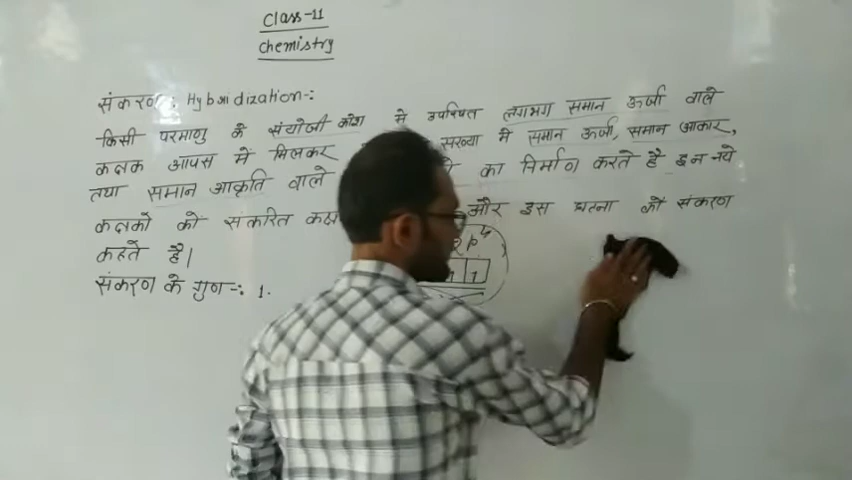 Class-11
chemistry
संकरण : Hybridization-:
किसी परमाणु के संयोजी कोश मे उपस्थित लगभग समान ऊर्जा वाले
कक्षक आपस में मिलकर संख्या मे समान ऊर्जा, समान आकार,
तथा समान आकृति वाले का निर्माण करते है इन नये
कक्षको को संकरित और इस घटना को संकरण
कहते है|
संकरण के गुण-: 1.
2p⁴